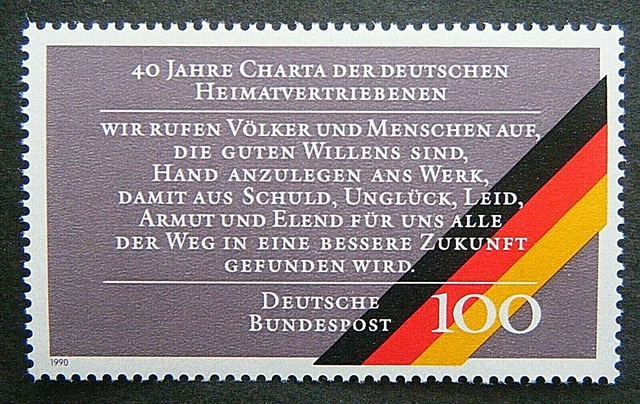 40 JAHRE CHARTA DER DEUTSCHEN
HEIMATVERTRIEBENEN
WIR RUFEN VÖLKER UND MENSCHEN AUF,
DIE GUTEN WILLENS SIND,
HAND ANZULEGEN ANS WERK,
DAMIT AUS SCHULD, UNGLÜCK, LEID,
ARMUT UND ELEND FÜR UNS ALLE
DER WEG IN EINE BESSERE ZUKUNFT
GEFUNDEN WIRD.
DEUTSCHE
BUNDESPOST 100
1990